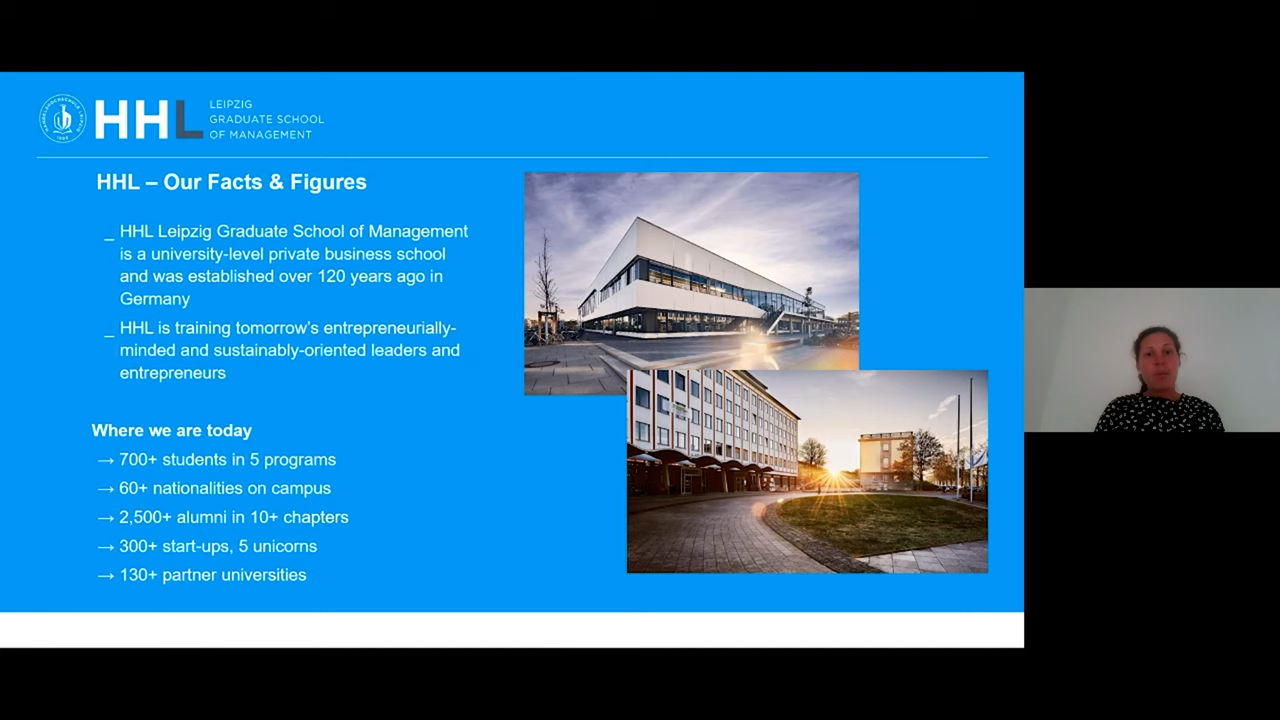 HHL
LEIPZIG
GRADUATE SCHOOL
OF MANAGEMENT
HHL – Our Facts & Figures
_ HHL Leipzig Graduate School of Management
is a university-level private business school
and was established over 120 years ago in
Germany
_ HHL is training tomorrow's entrepreneurially-
minded and sustainably-oriented leaders and
entrepreneurs
Where we are today
→ 700+ students in 5 programs
→ 60+ nationalities on campus
→ 2,500+ alumni in 10+ chapters
→ 300+ start-ups, 5 unicorns
→ 130+ partner universities